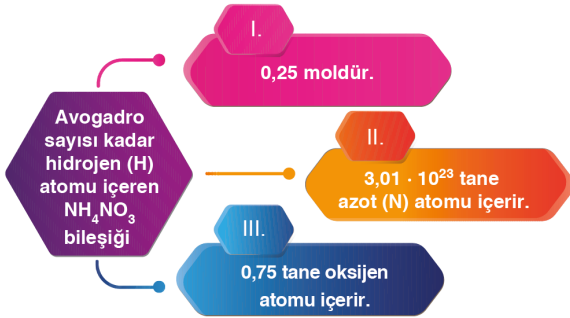 Avogadro
sayısı kadar
hidrojen (H)
atomu içeren
NH₄NO₃
bileşiği
I.
0,25 moldür.
II.
3,01 · 10²³ tane
azot (N) atomu içerir.
III.
0,75 tane oksijen
atomu içerir.